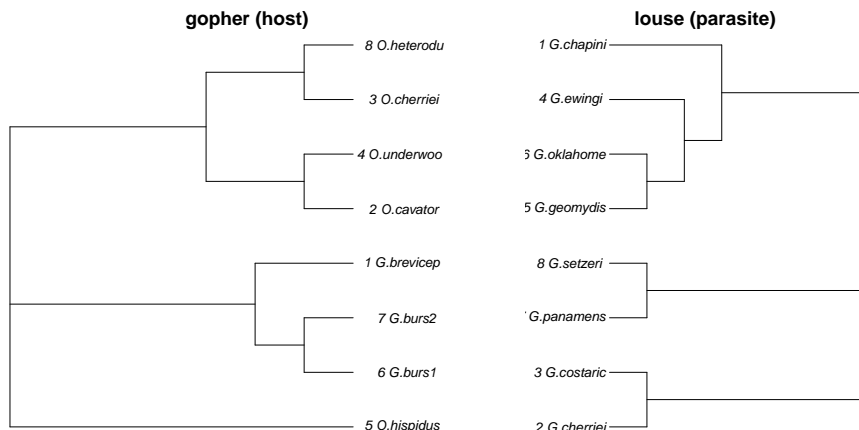 gopher (host)
8 O.heterodu
3 O.cherriei
4 O.underwoo
2 O.cavator
1 G.brevicep
7 G.burs2
6 G.burs1
5 O.hispidus
louse (parasite)
1 G.chapini
4 G.ewingi
6 G.oklahome
5 G.geomydis
8 G.setzeri
G.panamens
3 G.costaric
2 G.cherriei